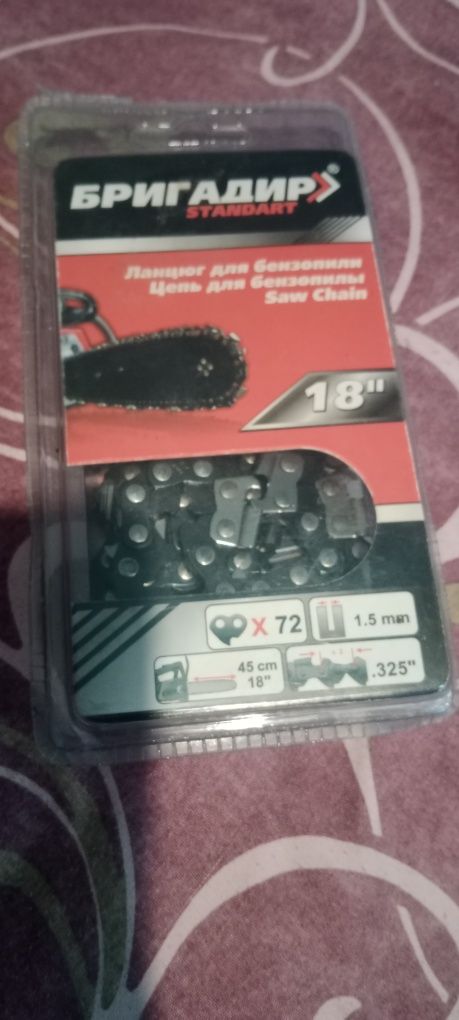 БРИГАДИР®
STANDART
Ланцюг для бензопили
Цепь для бензопилы
Saw Chain
18"
X 72
1.5 mm
45 cm
18"
.325"